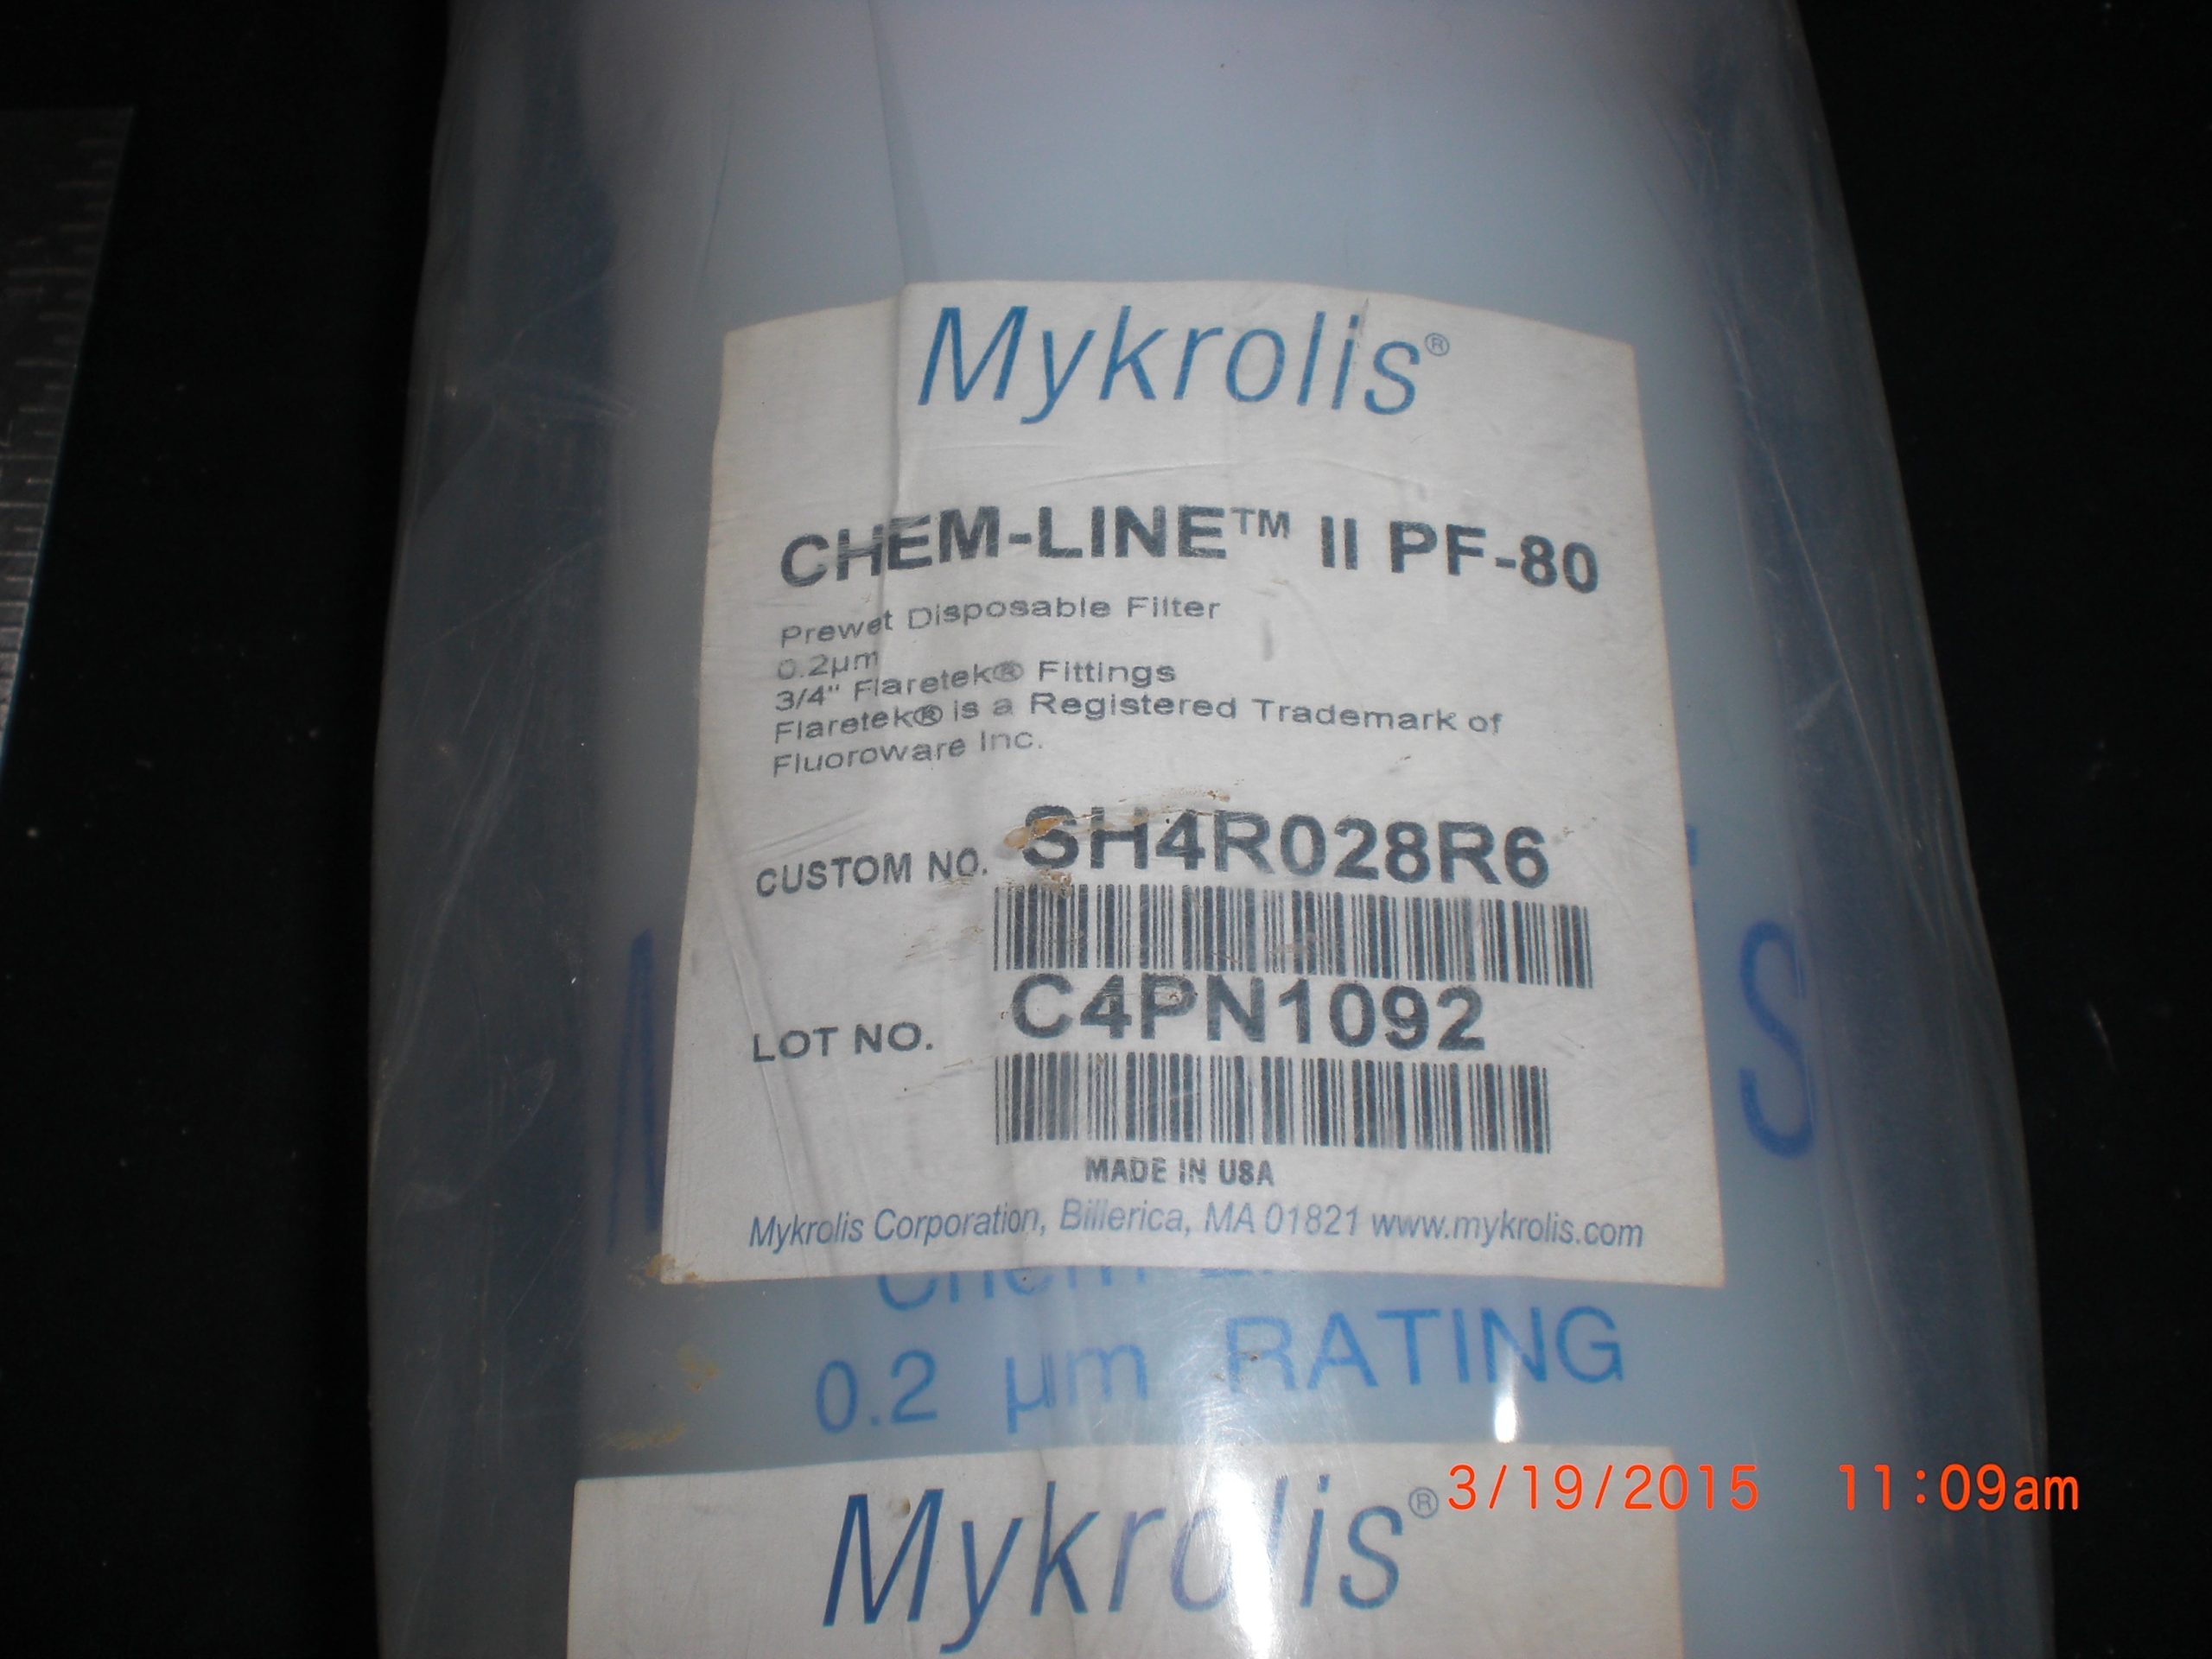 Mykrolis®
CHEM-LINE™ II PF-80
Prewet Disposable Filter
0.2µm
3/4" Flaretek® Fittings
Flaretek® is a Registered Trademark of
Fluoroware Inc.
CUSTOM NO. SH4R028R6
LOT NO. C4PN1092
MADE IN USA
Mykrolis Corporation, Billerica, MA 01821 www.mykrolis.com
Chem
0.2 µm RATING
Mykrolis®
3/19/2015 11:09am